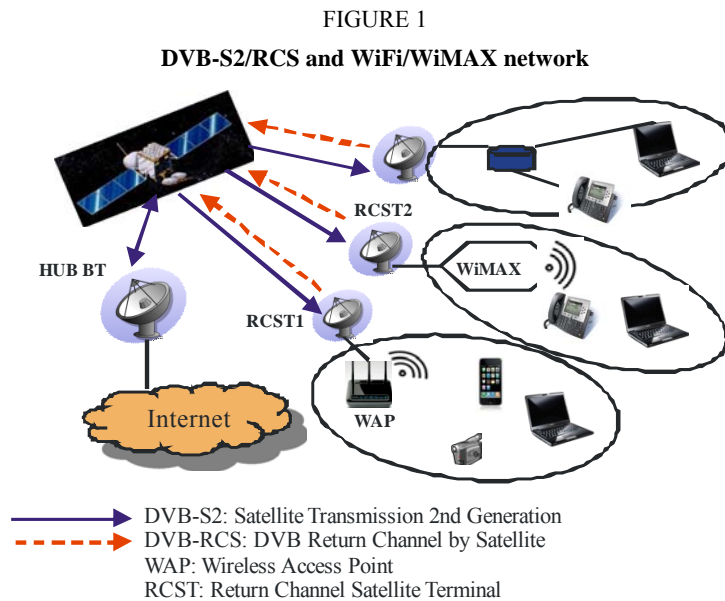 FIGURE 1
DVB-S2/RCS and WiFi/WiMAX network
RCST2
HUB BT
WiMAX
RCST1
WAP
Internet
DVB-S2: Satellite Transmission 2nd Generation
DVB-RCS: DVB Return Channel by Satellite
WAP: Wireless Access Point
RCST: Return Channel Satellite Terminal